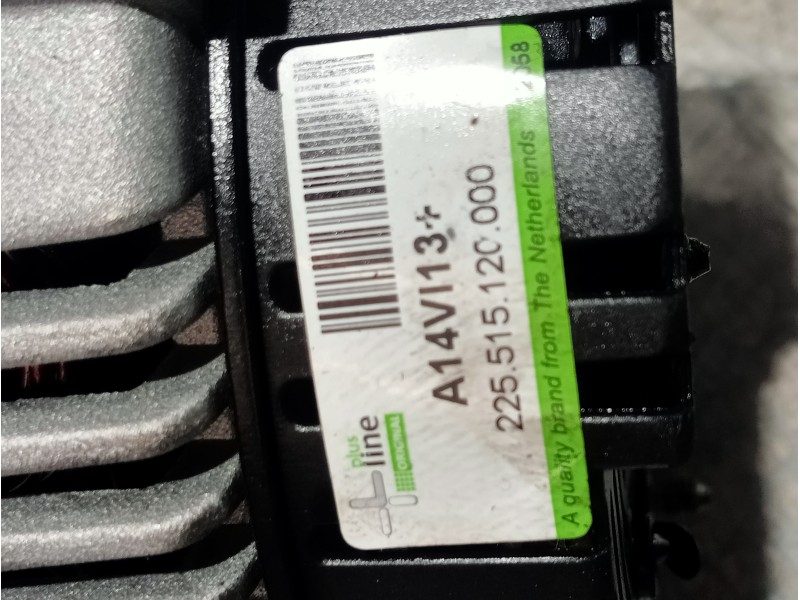 plus
line
ORIGINAL
A14VI13+
225.515.120.000
A quality brand from The Netherlands